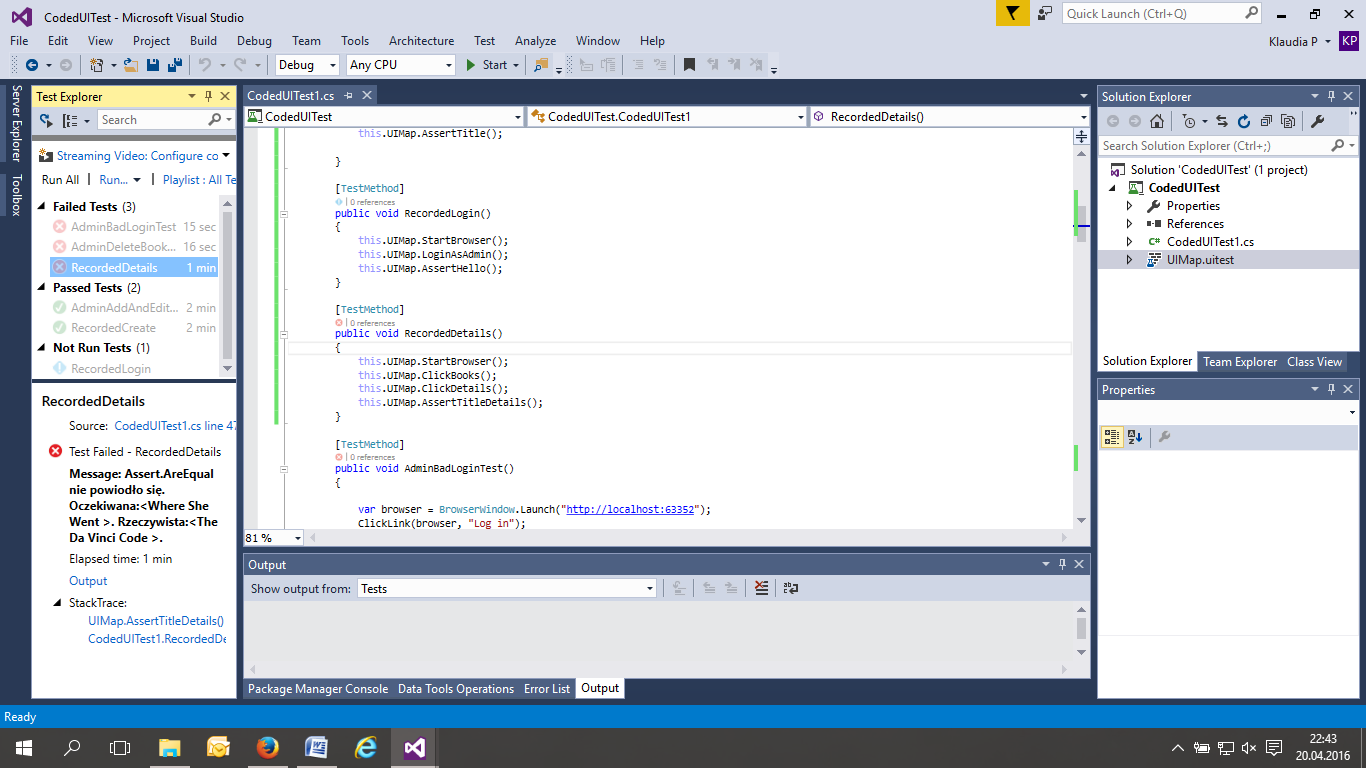 CodedUITest - Microsoft Visual Studio
Quick Launch (Ctrl+Q)
File Edit View Project Build Debug Team Tools Architecture Test Analyze Window Help
Klaudia P KP
Debug Any CPU Start
Server Explorer
Toolbox
Test Explorer
Search
Streaming Video: Configure co
Run All Run... Playlist : All Te
Failed Tests (3)
AdminBadLoginTest 15 sec
AdminDeleteBook... 16 sec
RecordedDetails 1 min
Passed Tests (2)
AdminAddAndEdit... 2 min
RecordedCreate 2 min
Not Run Tests (1)
RecordedLogin
RecordedDetails
Source: CodedUITest1.cs line 47
Test Failed - RecordedDetails
Message: Assert.AreEqual
nie powiodło się.
Oczekiwana:<Where She
Went >. Rzeczywista:<The
Da Vinci Code >.
Elapsed time: 1 min
Output
StackTrace:
UIMap.AssertTitleDetails()
CodedUITest1.RecordedDe
CodedUITest1.cs
CodedUITest CodedUITest.CodedUITest1 RecordedDetails()
this.UIMap.AssertTitle();
}
[TestMethod]
0 references
public void RecordedLogin()
{
this.UIMap.StartBrowser();
this.UIMap.LoginAsAdmin();
this.UIMap.AssertHello();
}
[TestMethod]
0 references
public void RecordedDetails()
{
this.UIMap.StartBrowser();
this.UIMap.ClickBooks();
this.UIMap.ClickDetails();
this.UIMap.AssertTitleDetails();
}
[TestMethod]
0 references
public void AdminBadLoginTest()
{
var browser = BrowserWindow.Launch("http://localhost:63352");
ClickLink(browser, "Log in");
81 %
Output
Show output from: Tests
Package Manager Console Data Tools Operations Error List Output
Solution Explorer
Search Solution Explorer (Ctrl+;)
Solution 'CodedUITest' (1 project)
CodedUITest
Properties
References
C# CodedUITest1.cs
UIMap.uitest
Solution Explorer Team Explorer Class View
Properties
Ready
22:43
20.04.2016